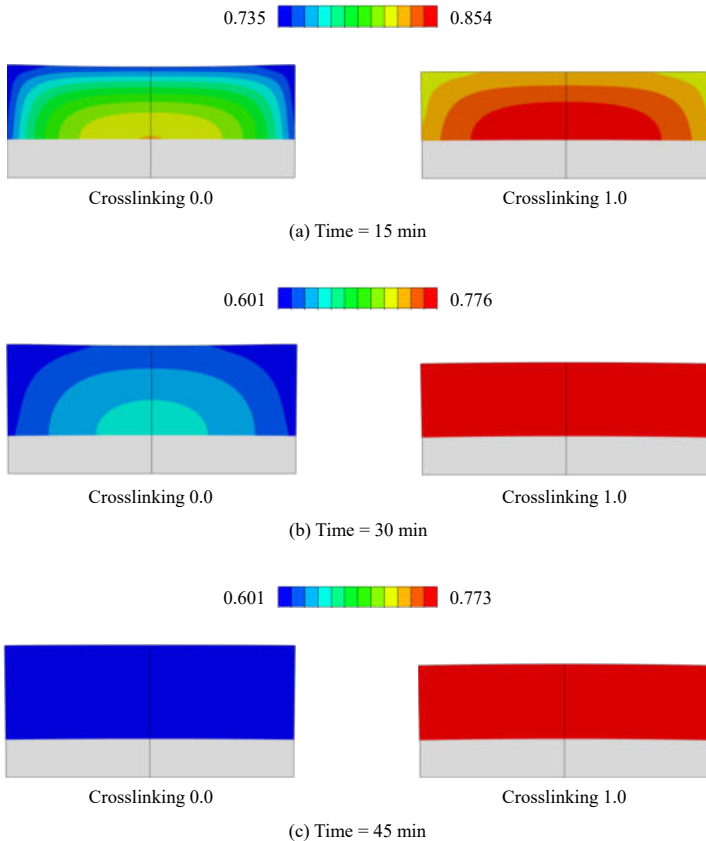 0.735 0.854
Crosslinking 0.0 Crosslinking 1.0
(a) Time = 15 min
0.601 0.776
Crosslinking 0.0 Crosslinking 1.0
(b) Time = 30 min
0.601 0.773
Crosslinking 0.0 Crosslinking 1.0
(c) Time = 45 min